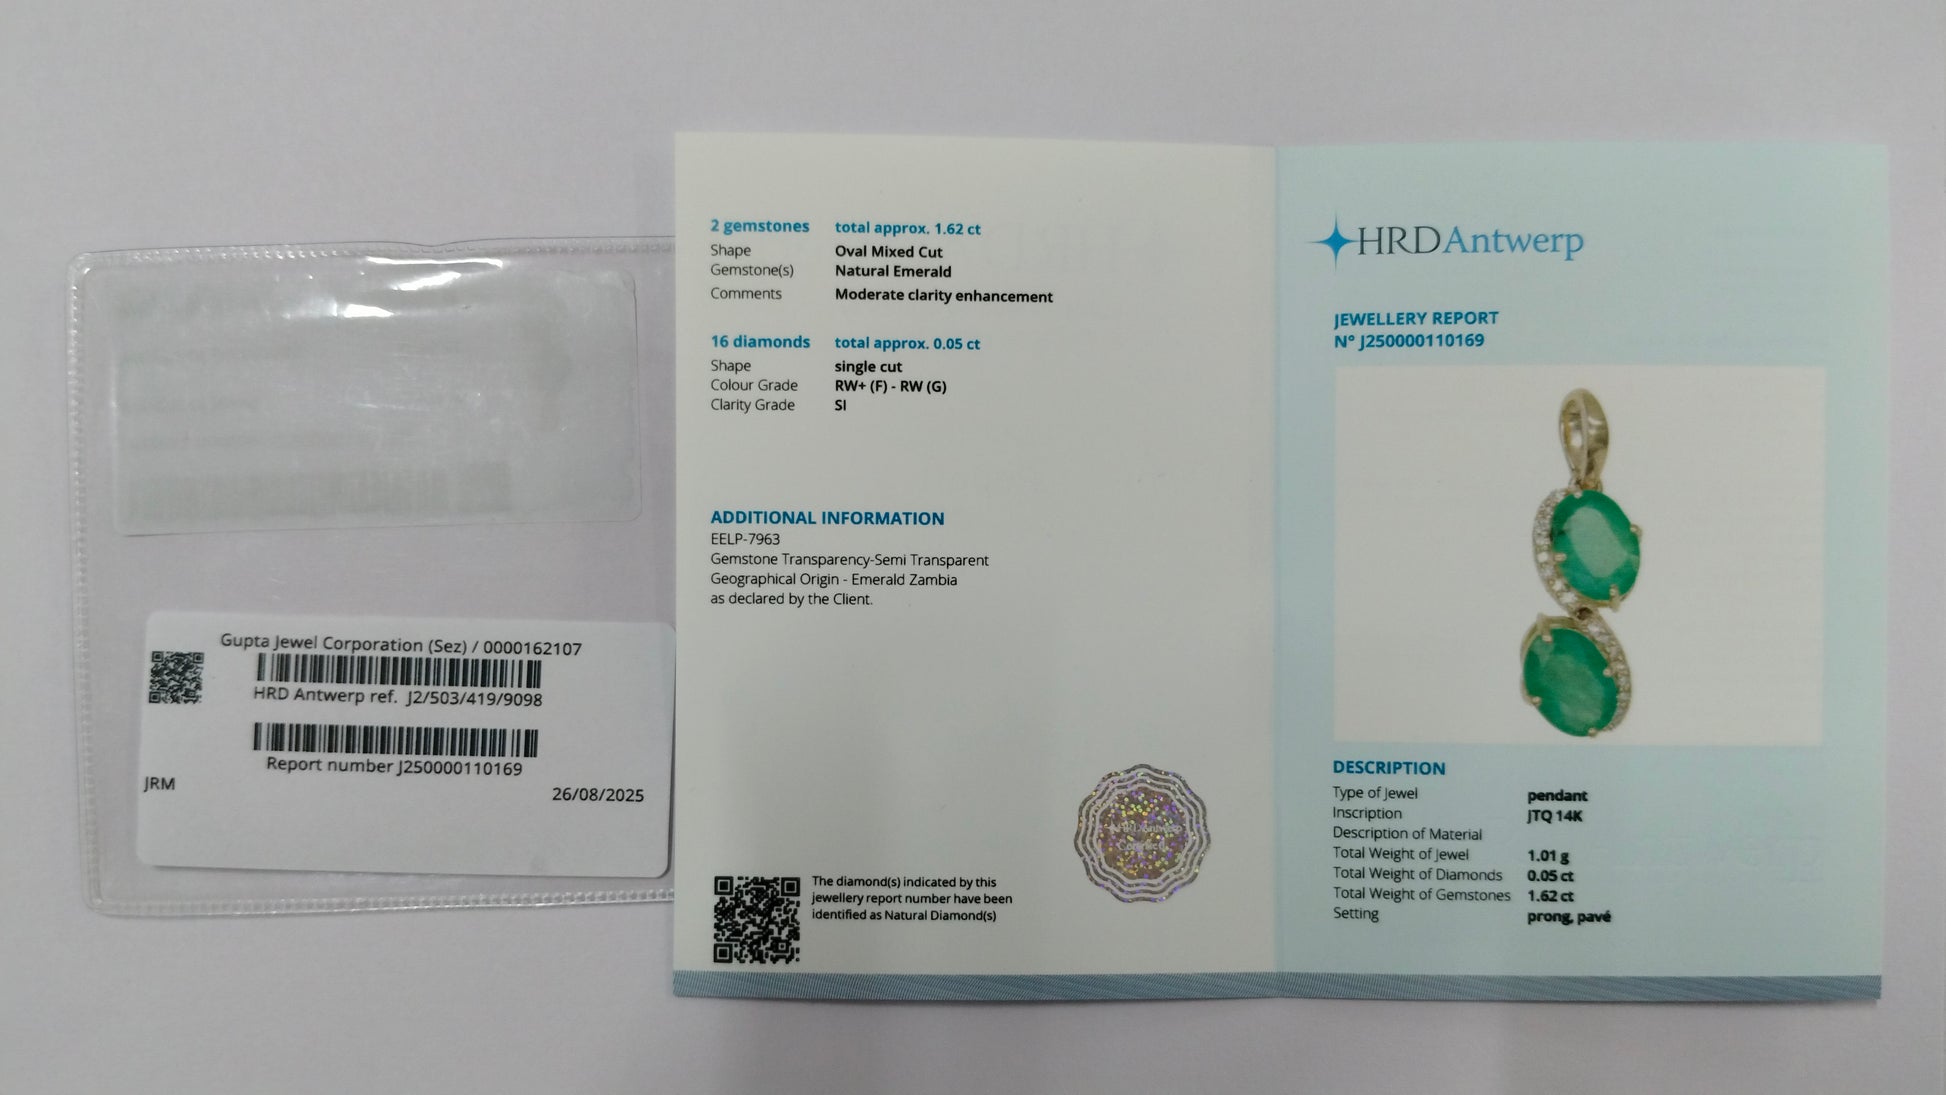 Gupta Jewel Corporation (Sez) / 0000162107
HRD Antwerp ref. J2/503/419/9098
Report number J250000110169
JRM
26/08/2025
2 gemstones total approx. 1.62 ct
Shape Oval Mixed Cut
Gemstone(s) Natural Emerald
Comments Moderate clarity enhancement
16 diamonds total approx. 0.05 ct
Shape single cut
Colour Grade RW+ (F) - RW (G)
Clarity Grade SI
ADDITIONAL INFORMATION
EELP-7963
Gemstone Transparency-Semi Transparent
Geographical Origin - Emerald Zambia
as declared by the Client.
The diamond(s) indicated by this
jewellery report number have been
identified as Natural Diamond(s)
HRD Antwerp
HRD Antwerp
JEWELLERY REPORT
N° J250000110169
DESCRIPTION
Type of Jewel pendant
Inscription JTQ 14K
Description of Material
Total Weight of Jewel 1.01 g
Total Weight of Diamonds 0.05 ct
Total Weight of Gemstones 1.62 ct
Setting prong, pavé